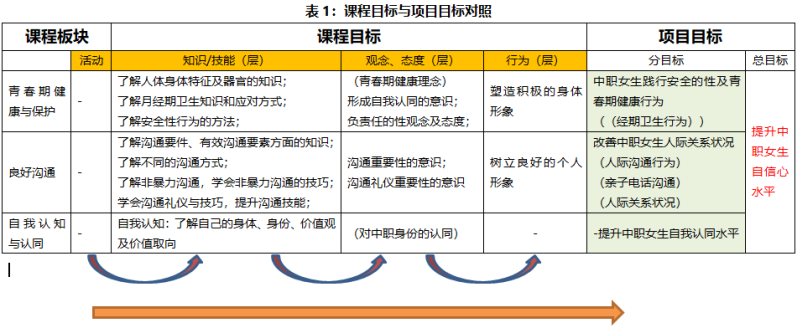 表 1：课程目标与项目目标对照
课程板块 课程目标 项目目标
活动 知识/技能（层） 观念、态度（层） 行为（层） 分目标 总目标
青春期健康与保护
-
了解人体身体特征及器官的知识；
了解月经期卫生知识和应对方式；
了解安全性行为的方法；
（青春期健康理念）
形成自我认同的意识；
负责任的性观念及态度；
塑造积极的身体
形象
中职女生践行安全的性及青
春期健康行为
（（经期卫生行为））
提升中
职女生
自信心
水平
良好沟通
-
了解沟通要件、有效沟通要素方面的知识；
了解不同的沟通方式；
了解非暴力沟通，学会非暴力沟通的技巧；
学会沟通礼仪与技巧，提升沟通技能；
沟通重要性的意识；
沟通礼仪重要性的意识
树立良好的个人
形象
改善中职女生人际关系状况
（人际沟通行为）
（亲子电话沟通）
（人际关系状况）
自我认知
与认同
-
自我认知：了解自己的身体、身份、价值观
及价值取向
（对中职身份的认同）
-
-提升中职女生自我认同水平